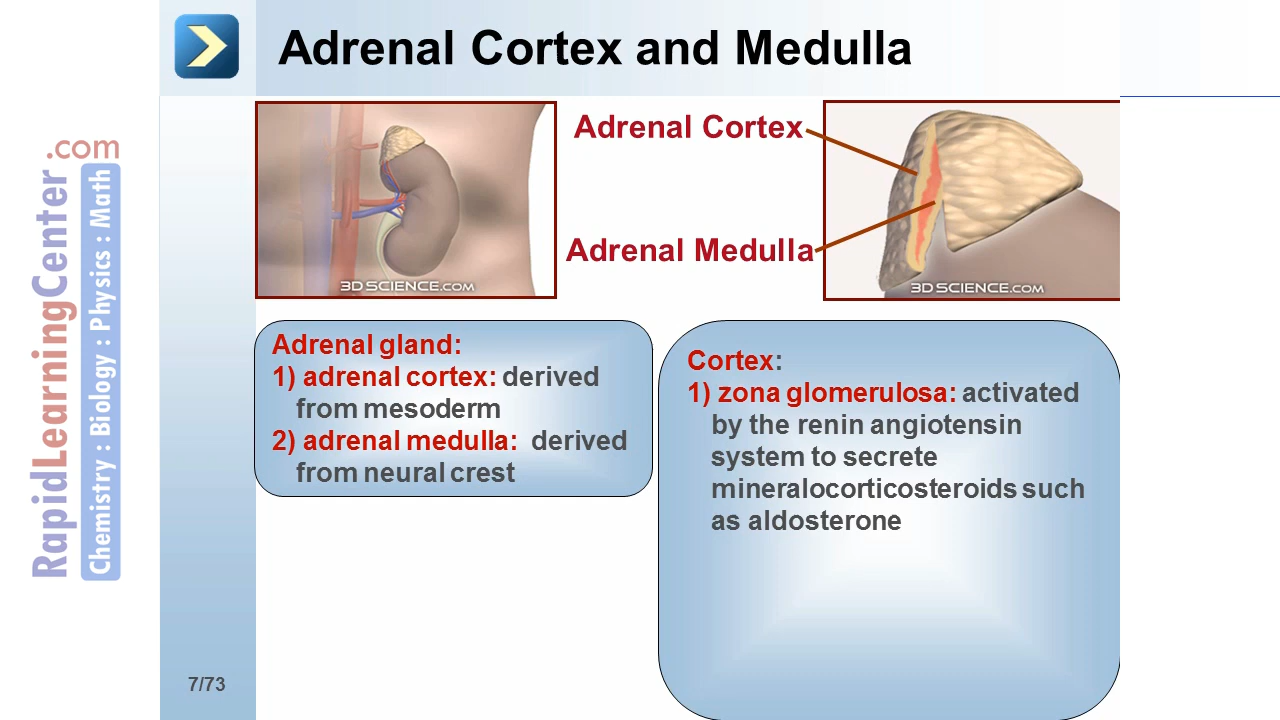 Adrenal Cortex and Medulla
RapidLearningCenter.com
Chemistry : Biology : Physics : Math
3DSCIENCE.COM
Adrenal Cortex
Adrenal Medulla
3DSCIENCE.COM
Adrenal gland:
1) adrenal cortex: derived
from mesoderm
2) adrenal medulla: derived
from neural crest
Cortex:
1) zona glomerulosa: activated
by the renin angiotensin
system to secrete
mineralocorticosteroids such
as aldosterone
7/73